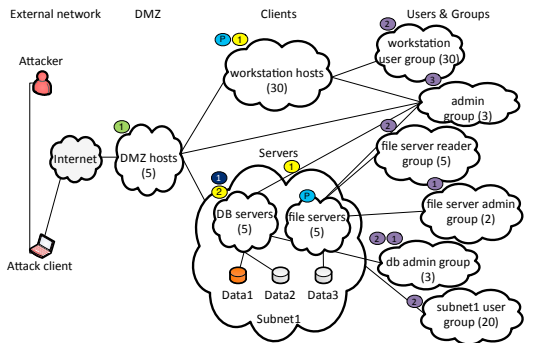 External network
DMZ
Clients
Users & Groups
Attacker
P
1
workstation hosts
(30)
2
workstation
user group (30)
3
admin
group (3)
1
Internet
DMZ hosts
(5)
2
file server reader
group (5)
Servers
1
1
2
P
DB servers
(5)
file servers
(5)
1
file server admin
group (2)
2
1
db admin group
(3)
Attack client
Data1
Data2
Data3
Subnet1
2
subnet1 user
group (20)